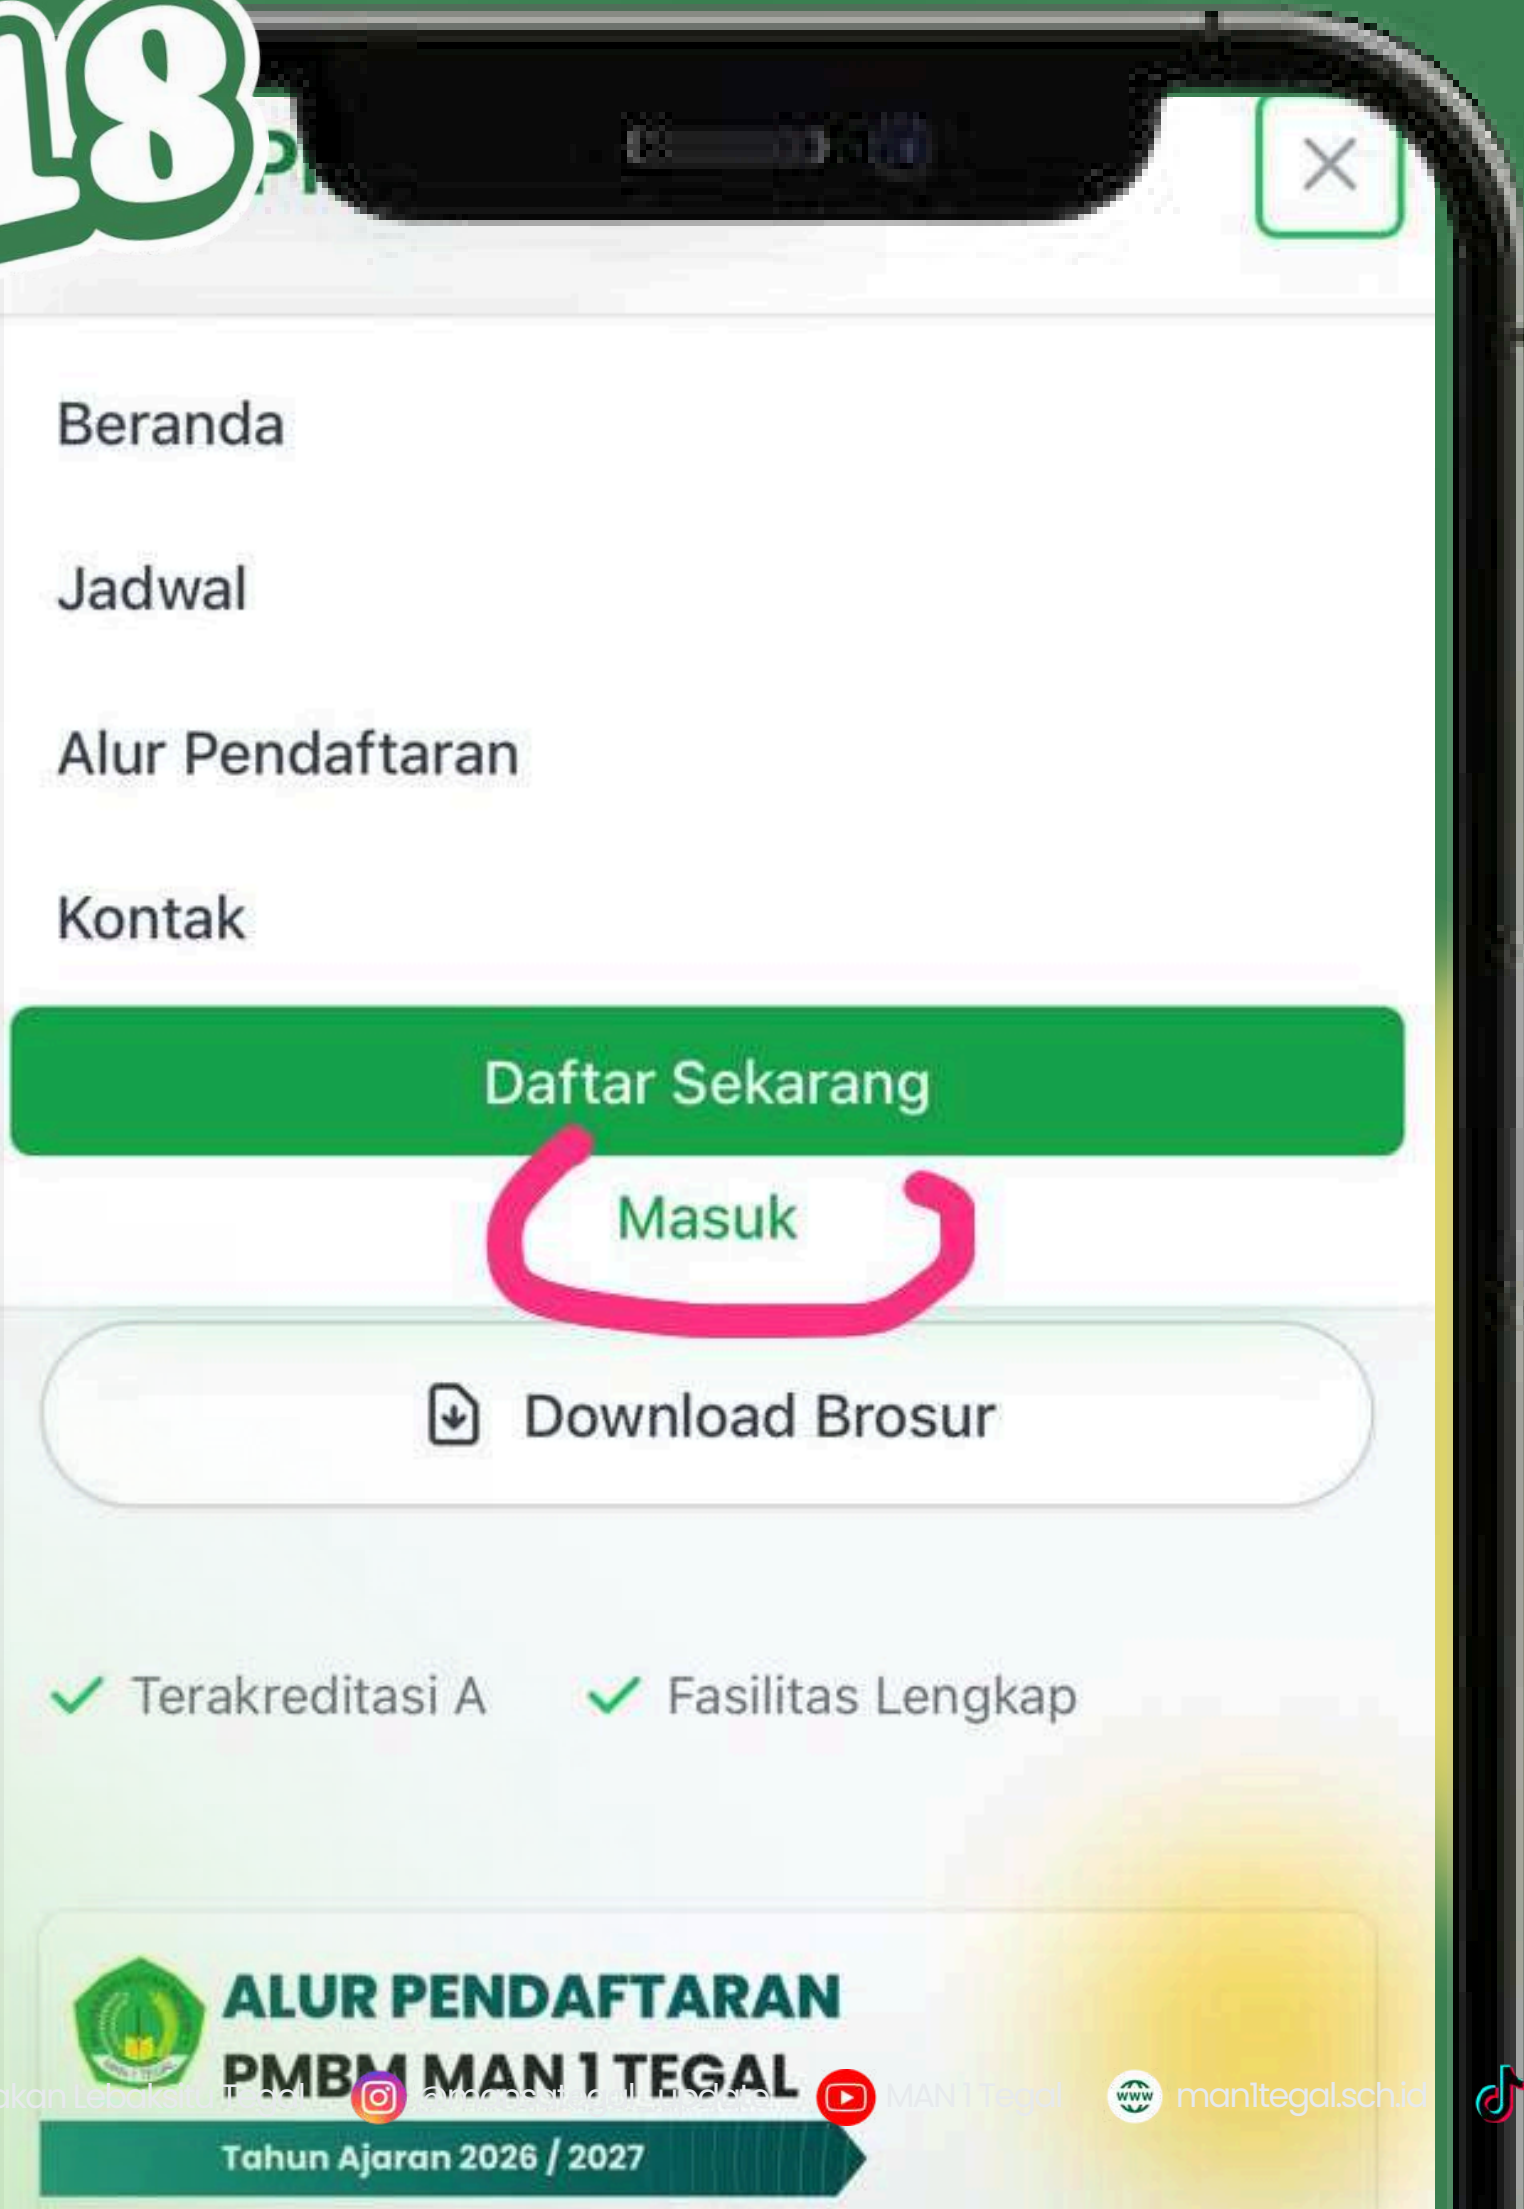 18
Beranda
Jadwal
Alur Pendaftaran
Kontak
Daftar Sekarang
Masuk
Download Brosur
Terakreditasi A
Fasilitas Lengkap
ALUR PENDAFTARAN
PMBM MAN 1 TEGAL
MAN 1 Tegal
www
man1tegal.sch.id
Tahun Ajaran 2026 / 2027